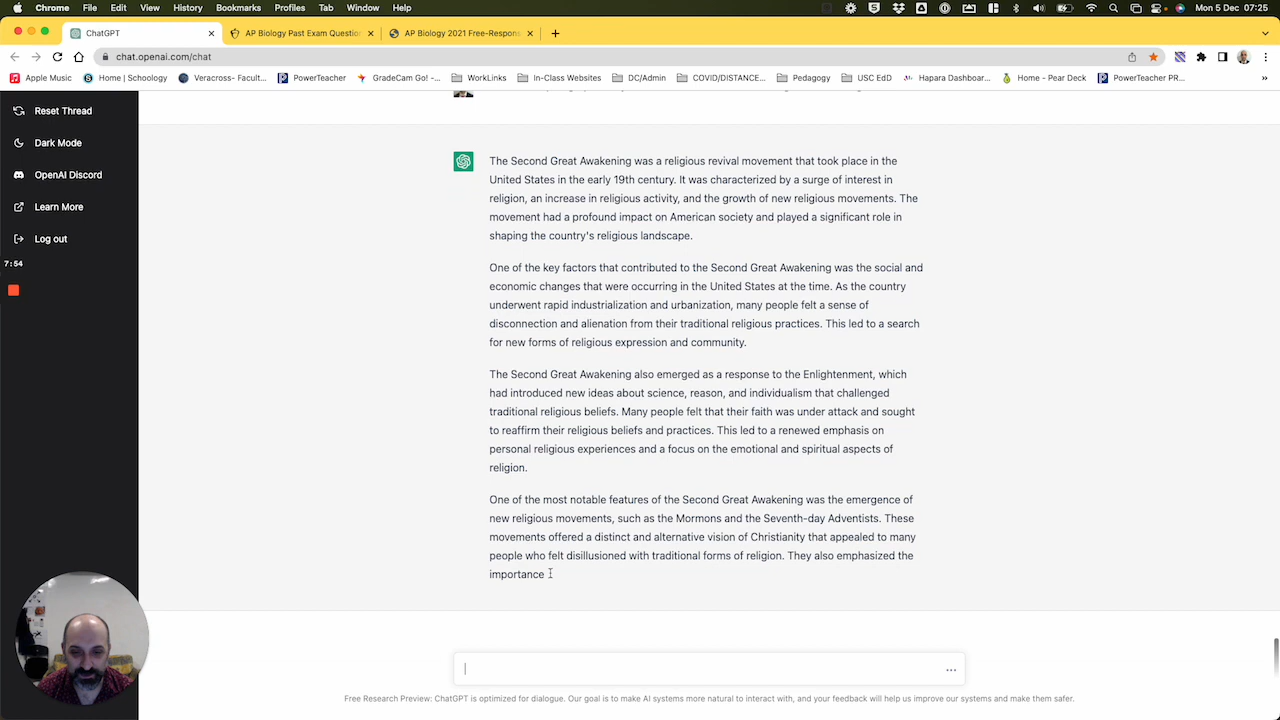 Chrome File Edit View History Bookmarks Profiles Tab Window Help Mon 5 Dec 07:25
ChatGPT AP Biology Past Exam Questio AP Biology 2021 Free-Respons
chat.openai.com/chat
Apple Music Home | Schoology Veracross- Facult... PowerTeacher GradeCam Go! -... WorkLinks In-Class Websites DC/Admin COVID/DISTANCE... Pedagogy USC EdD Hapara Dashboar... Home - Pear Deck PowerTeacher PR...
Reset Thread
Dark Mode
OpenAI Discord
Learn More
Log out
7:54
The Second Great Awakening was a religious revival movement that took place in the
United States in the early 19th century. It was characterized by a surge of interest in
religion, an increase in religious activity, and the growth of new religious movements. The
movement had a profound impact on American society and played a significant role in
shaping the country's religious landscape.
One of the key factors that contributed to the Second Great Awakening was the social and
economic changes that were occurring in the United States at the time. As the country
underwent rapid industrialization and urbanization, many people felt a sense of
disconnection and alienation from their traditional religious practices. This led to a search
for new forms of religious expression and community.
The Second Great Awakening also emerged as a response to the Enlightenment, which
had introduced new ideas about science, reason, and individualism that challenged
traditional religious beliefs. Many people felt that their faith was under attack and sought
to reaffirm their religious beliefs and practices. This led to a renewed emphasis on
personal religious experiences and a focus on the emotional and spiritual aspects of
religion.
One of the most notable features of the Second Great Awakening was the emergence of
new religious movements, such as the Mormons and the Seventh-day Adventists. These
movements offered a distinct and alternative vision of Christianity that appealed to many
people who felt disillusioned with traditional forms of religion. They also emphasized the
importance
Free Research Preview: ChatGPT is optimized for dialogue. Our goal is to make AI systems more natural to interact with, and your feedback will help us improve our systems and make them safer.